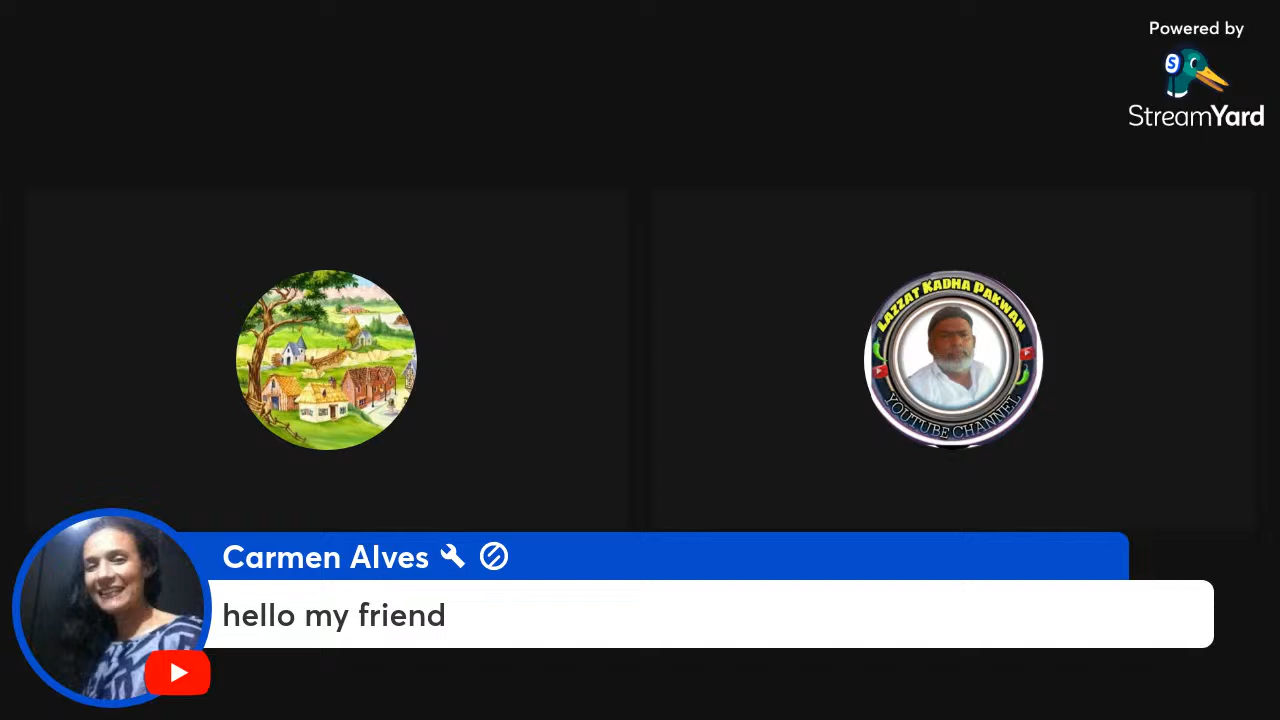 Powered by
StreamYard
LAZZAT KADHA PAKWAN
YOUTUBE CHANNEL
Carmen Alves
hello my friend